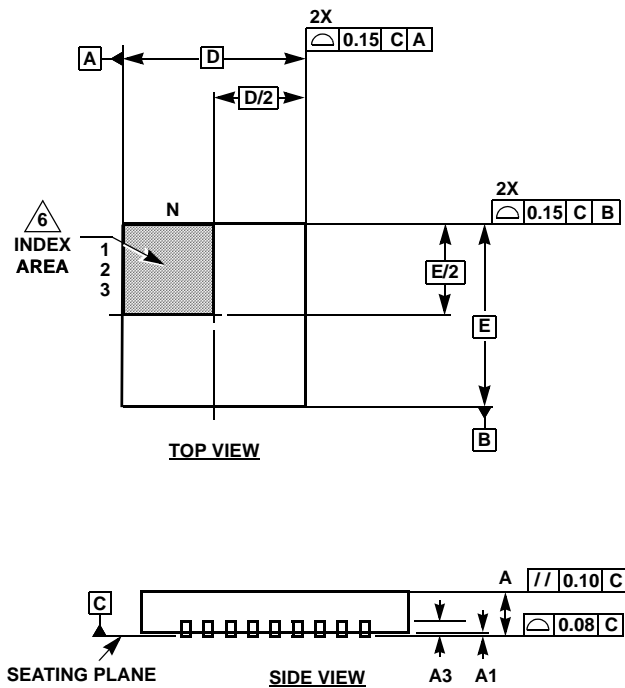 2X
0.15 C A
A
D
D/2
2X
0.15 C B
6
INDEX
AREA
N
1
2
3
E/2
E
B
TOP VIEW
A
// 0.10 C
C
0.08 C
SEATING PLANE
SIDE VIEW
A3
A1